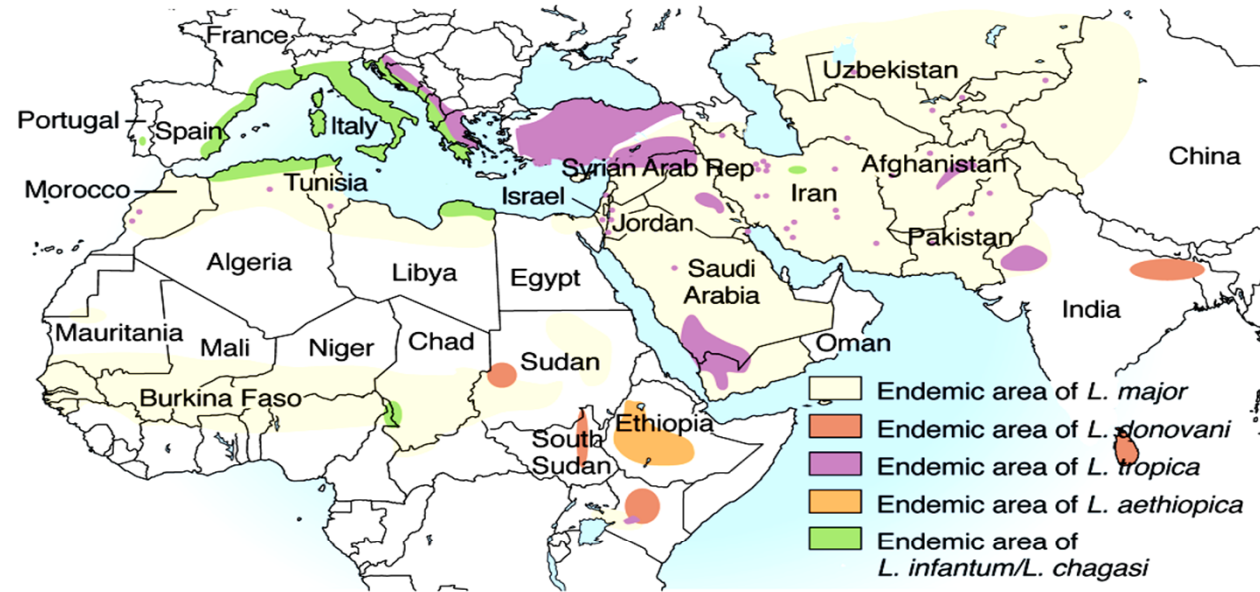 France
Uzbekistan
Portugal
Spain
Italy
China
Syrian Arab Rep
Afghanistan
Morocco
Tunisia
Israel
Iran
Jordan
Pakistan
Algeria
Libya
Egypt
Saudi
Arabia
India
Mauritania
Mali
Niger
Chad
Sudan
Oman
Burkina Faso
Ethiopia
South
Sudan
Endemic area of L. major
Endemic area of L. donovani
Endemic area of L. tropica
Endemic area of L. aethiopica
Endemic area of
L. infantum/L. chagasi